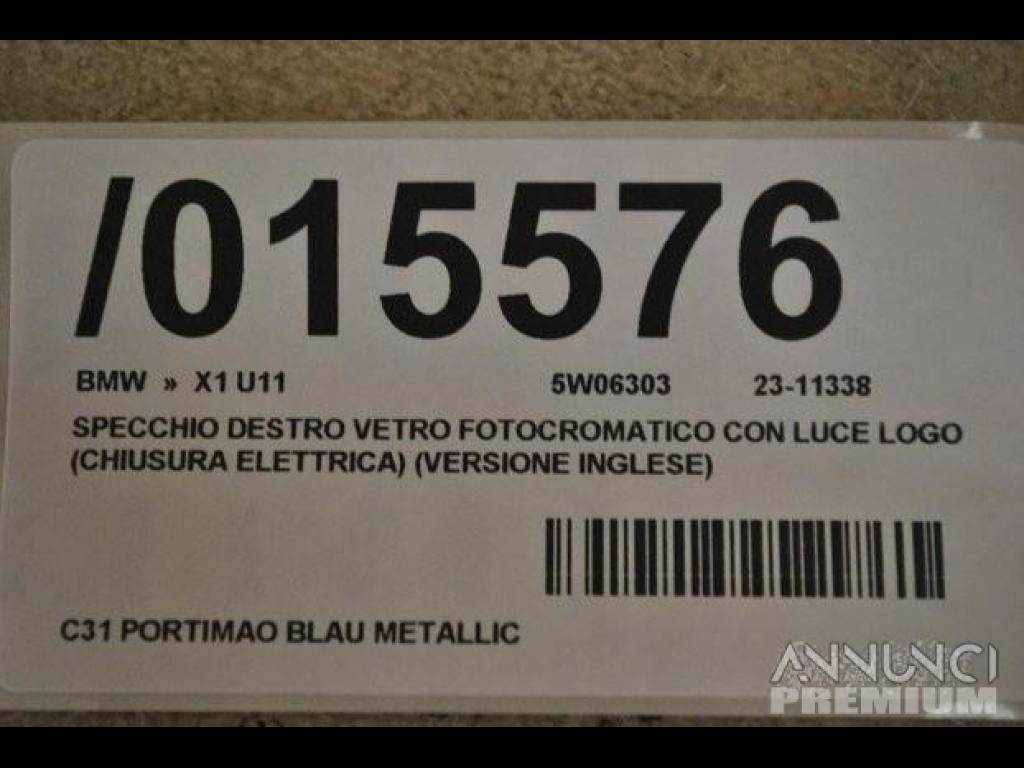 /015576
BMW » X1 U11 5W06303 23-11338
SPECCHIO DESTRO VETRO FOTOCROMATICO CON LUCE LOGO
(CHIUSURA ELETTRICA) (VERSIONE INGLESE)
C31 PORTIMAO BLAU METALLIC
ANNUNCI
PREMIUM